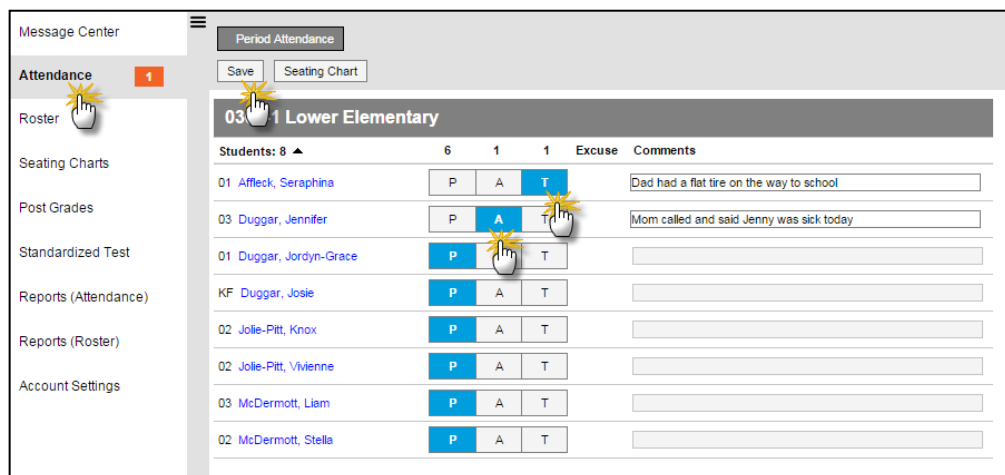 Message Center
Attendance 1
Roster
Seating Charts
Post Grades
Standardized Test
Reports (Attendance)
Reports (Roster)
Account Settings
Period Attendance
Save Seating Chart
1 Lower Elementary
Students: 8 6 1 1 Excuse Comments
01 Affleck, Seraphina P A T Dad had a flat tire on the way to school
03 Duggar, Jennifer P A T Mom called and said Jenny was sick today
01 Duggar, Jordyn-Grace P T
KF Duggar, Josie P A T
02 Jolie-Pitt, Knox P A T
02 Jolie-Pitt, Vivienne P A T
03 McDermott, Liam P A T
02 McDermott, Stella P A T